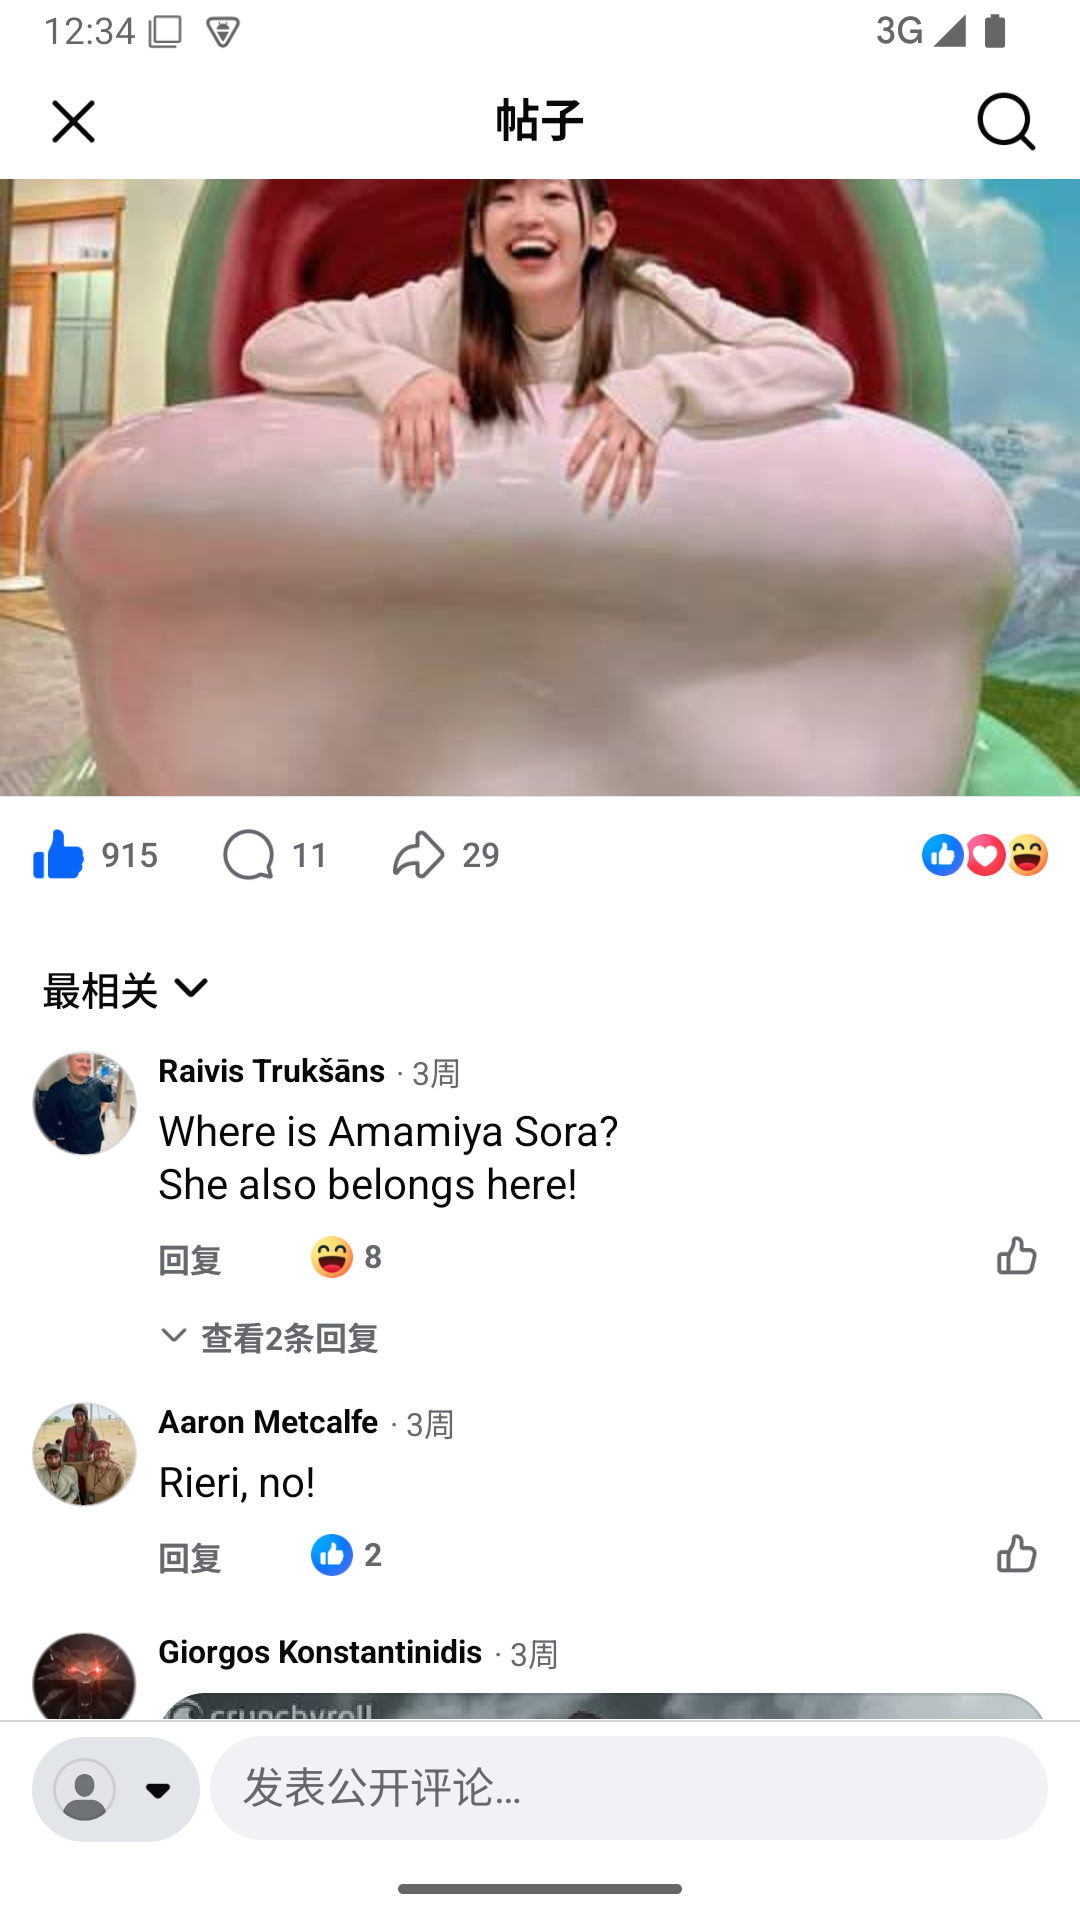 12:34
3G
帖子
915
11
29
最相关
Raivis Trukšāns · 3周
Where is Amamiya Sora?
She also belongs here!
回复
8
查看2条回复
Aaron Metcalfe · 3周
Rieri, no!
回复
2
Giorgos Konstantinidis · 3周
crunchyroll
发表公开评论...